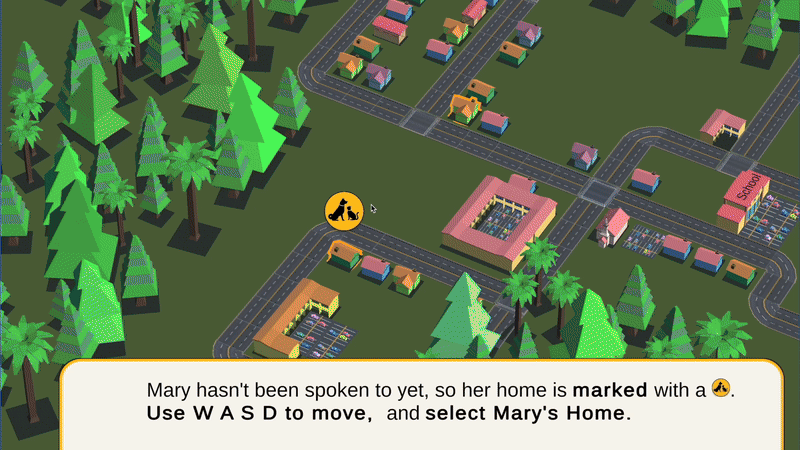 School
Mary hasn't been spoken to yet, so her home is marked with a .
Use W A S D to move, and select Mary's Home.